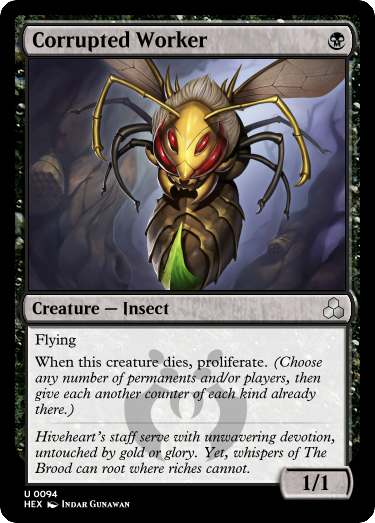 Corrupted Worker
Creature — Insect
Flying
When this creature dies, proliferate. (Choose
any number of permanents and/or players, then
give each another counter of each kind already
there.)
Hiveheart's staff serve with unwavering devotion,
untouched by gold or glory. Yet, whispers of The
Brood can root where riches cannot.
1/1
U 0094
HEX Indar Gunawan